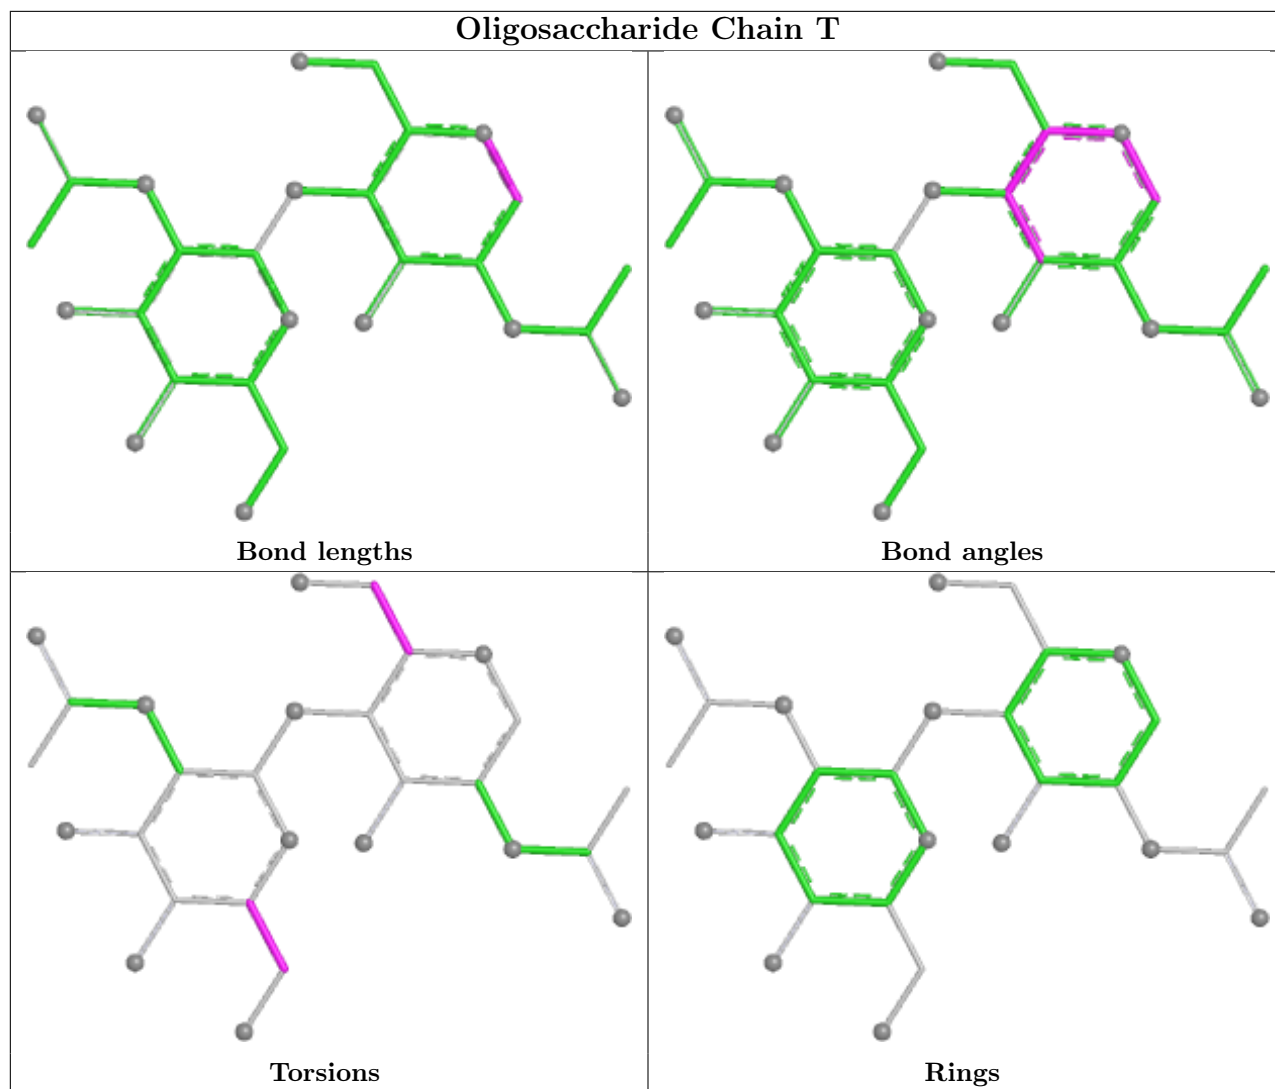 Oligosaccharide Chain T
Bond lengths
Bond angles
Torsions
Rings